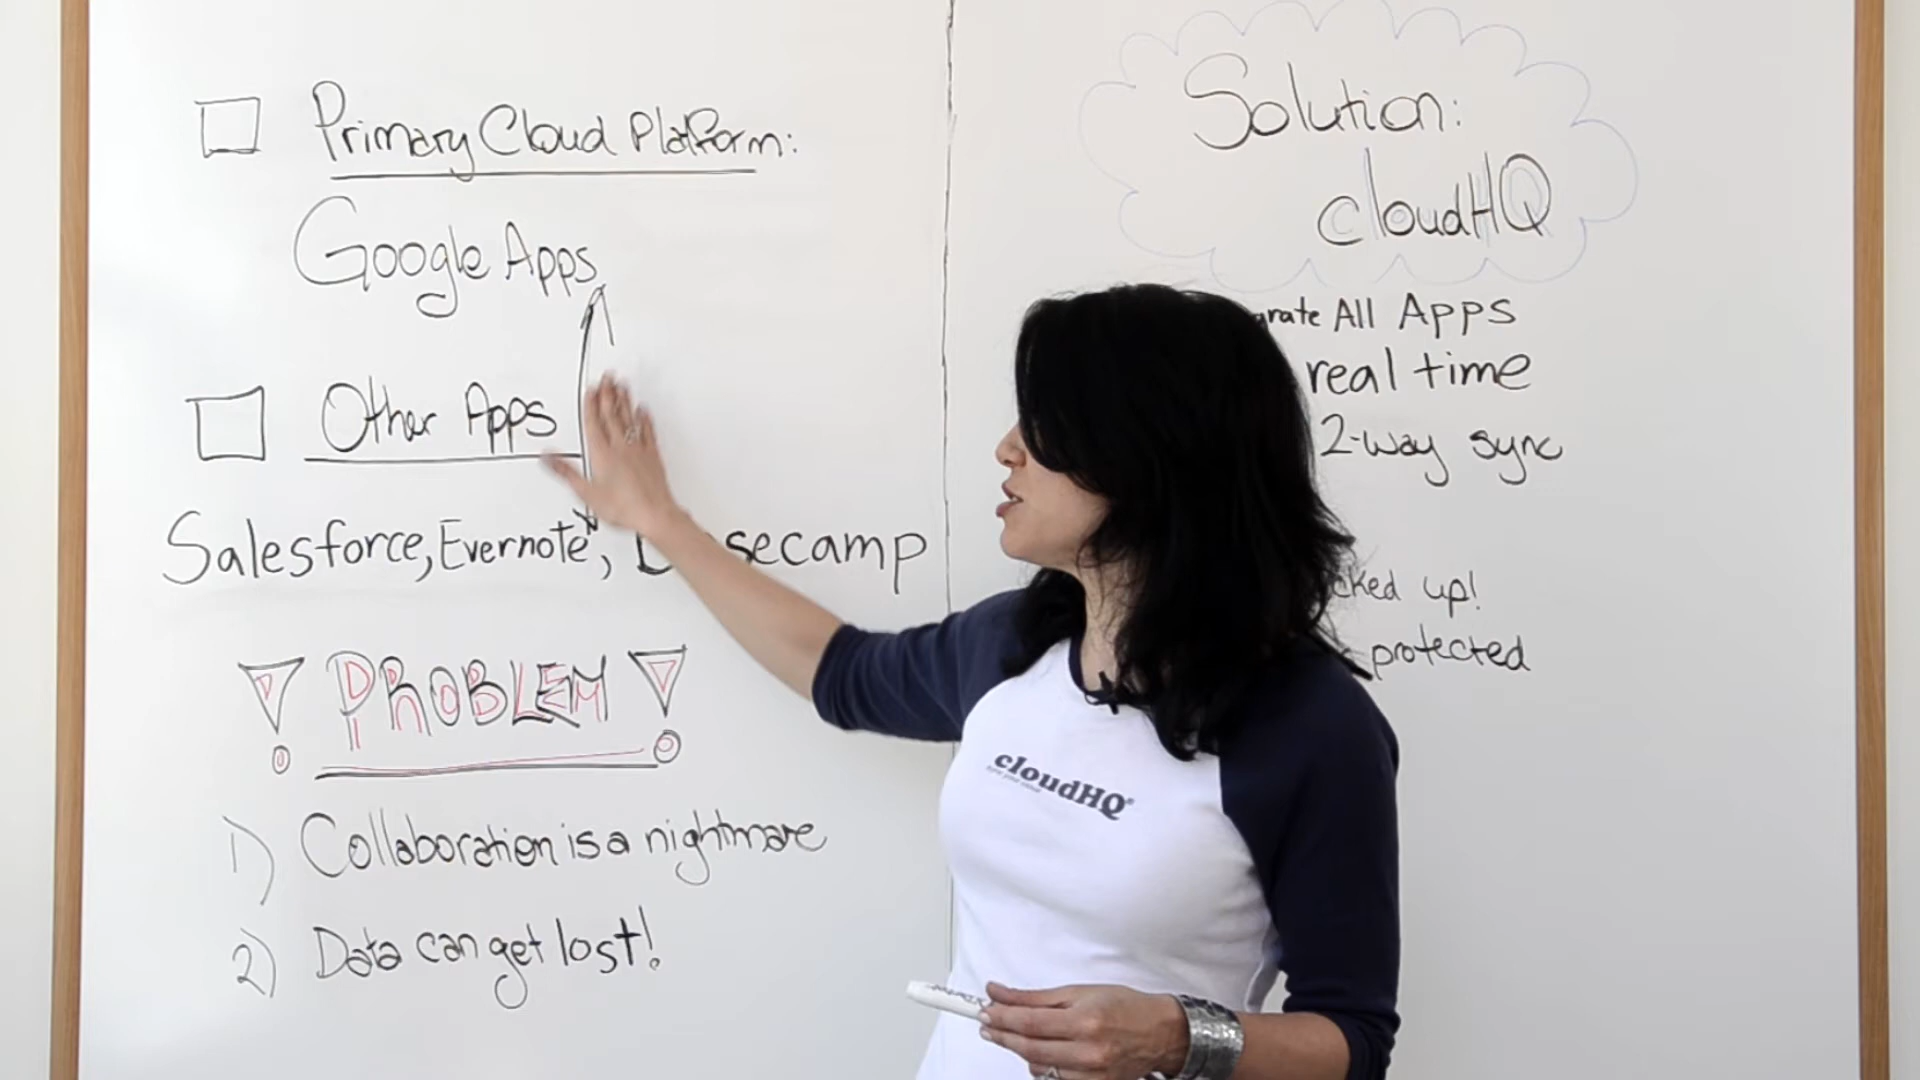 Primary Cloud Platform:
Google Apps
Other Apps
Salesforce, Evernote,
PROBLEM
1) Collaboration is a nightmare
2) Data can get lost!
Solution:
cloudHQ
All Apps
real time
2-way sync
up!
protected
cloudHQ®